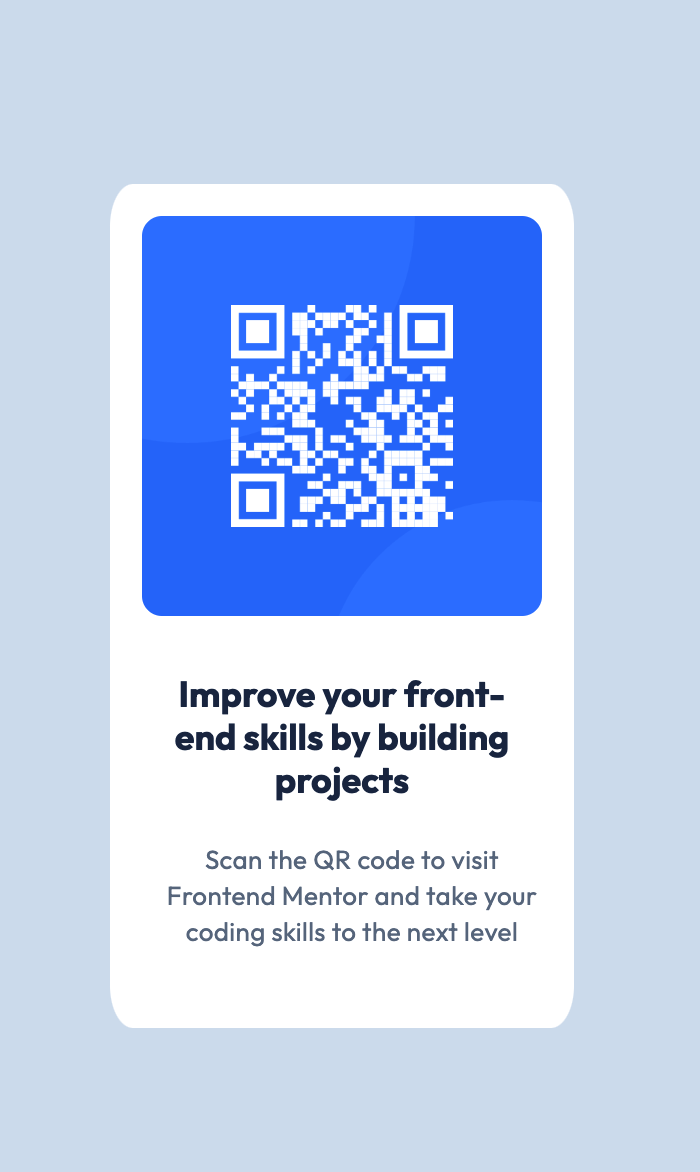 Improve your front-
end skills by building
projects
Scan the QR code to visit
Frontend Mentor and take your
coding skills to the next level